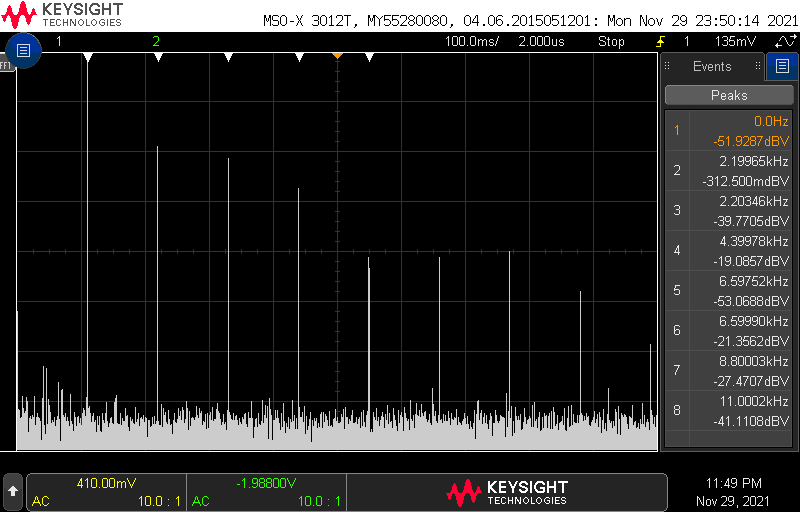 KEYSIGHT
TECHNOLOGIES
MSO-X 3012T, MY55280080, 04.06.2015051201: Mon Nov 29 23:50:14 2021
1 2 100.0ms/ 2.000us Stop 1 135mV
FFT
Events
Peaks
1 0.0Hz
-51.9287dBV
2 2.19965kHz
-312.500mdBV
3 2.20346kHz
-39.7705dBV
4 4.39978kHz
-19.0857dBV
5 6.59752kHz
-53.0688dBV
6 6.59990kHz
-21.3562dBV
7 8.80003kHz
-27.4707dBV
8 11.0002kHz
-41.1108dBV
410.00mV -1.98800V
AC 10.0 : 1 AC 10.0 : 1
KEYSIGHT
TECHNOLOGIES
11:49 PM
Nov 29, 2021